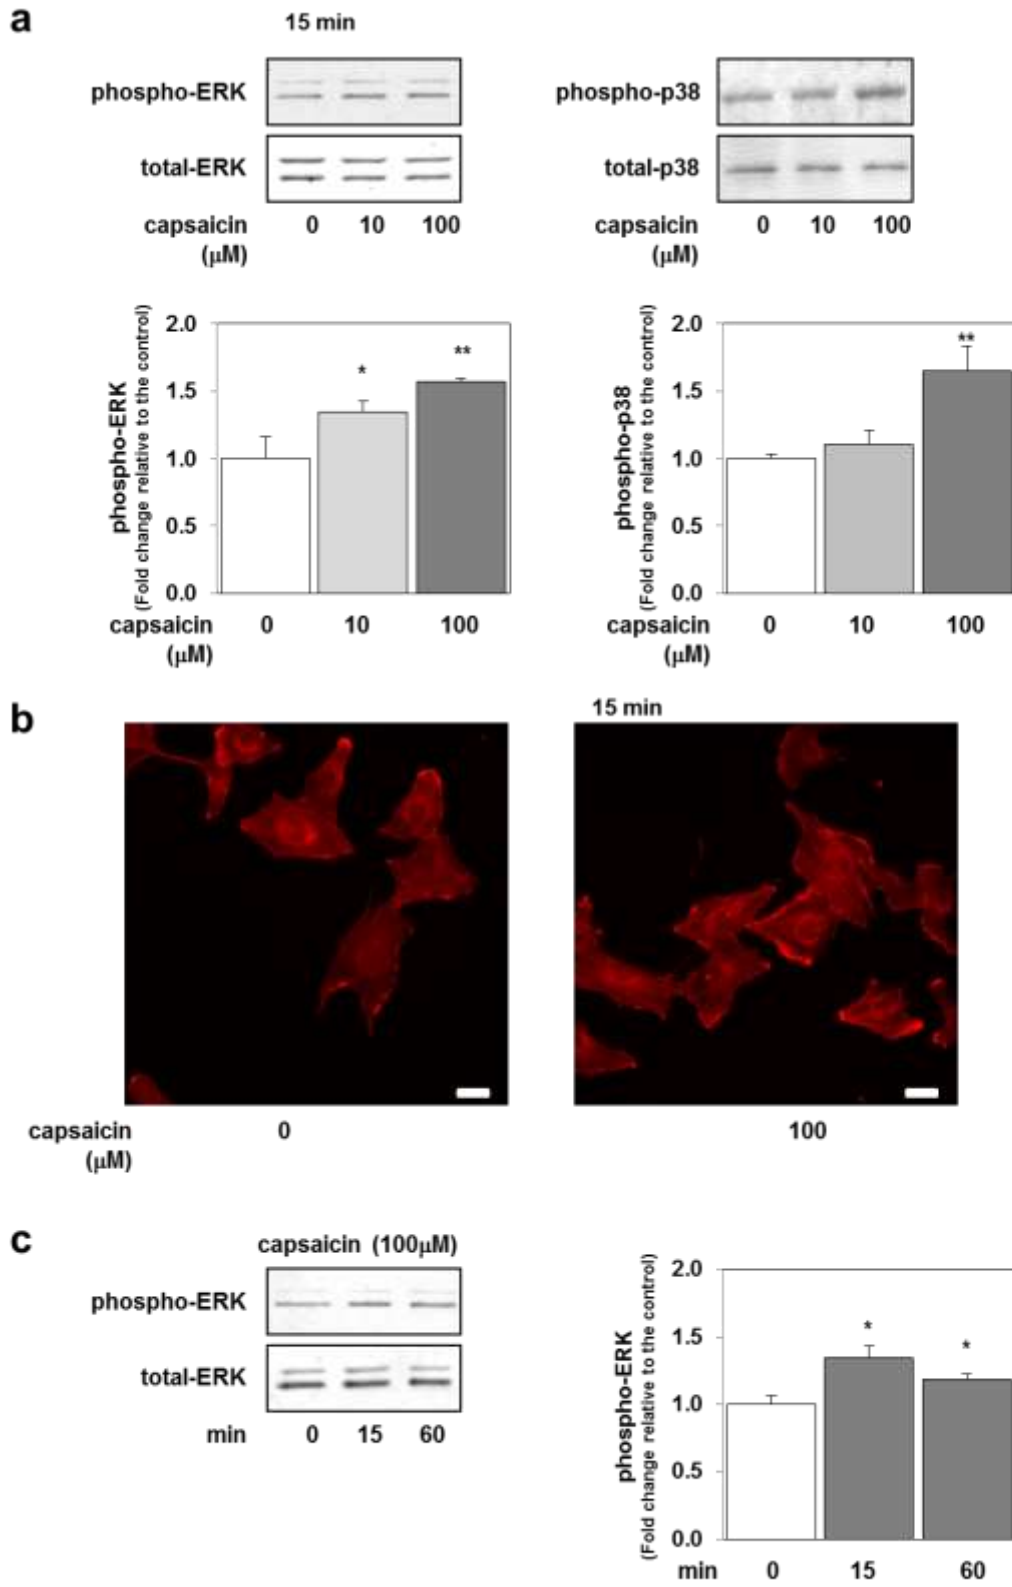 a
15 min
phospho-ERK
total-ERK
capsaicin 0 10 100
(μM)
phospho-p38
total-p38
capsaicin 0 10 100
(μM)
phospho-ERK
(Fold change relative to the control)
2.0
1.5
1.0
0.5
0.0
*
**
capsaicin 0 10 100
(μM)
phospho-p38
(Fold change relative to the control)
2.0
1.5
1.0
0.5
0.0
**
capsaicin 0 10 100
(μM)
b
15 min
capsaicin 0 100
(μM)
c
capsaicin (100μM)
phospho-ERK
total-ERK
min 0 15 60
phospho-ERK
(Fold change relative to the control)
2.0
1.5
1.0
0.5
0.0
*
*
min 0 15 60